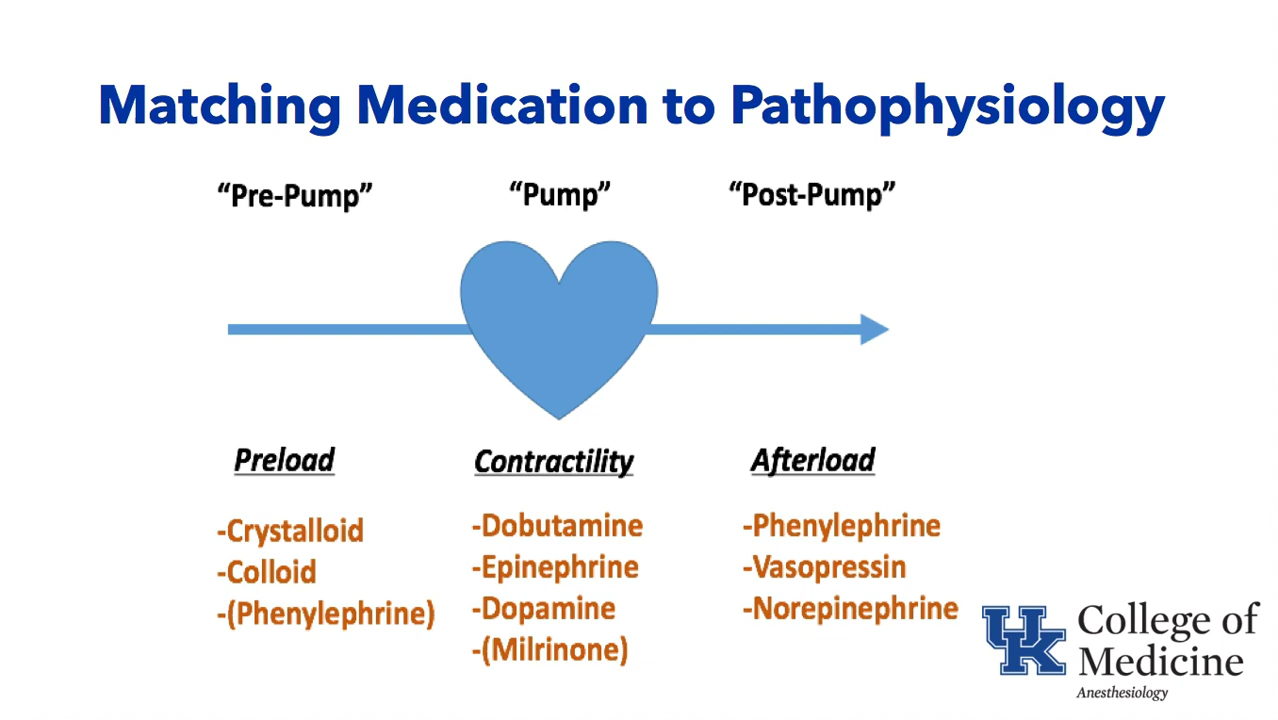 Matching Medication to Pathophysiology
“Pre-Pump”
“Pump”
“Post-Pump”
Preload
-Crystalloid
-Colloid
-(Phenylephrine)
Contractility
-Dobutamine
-Epinephrine
-Dopamine
-(Milrinone)
Afterload
-Phenylephrine
-Vasopressin
-Norepinephrine
UK
College of
Medicine
Anesthesiology